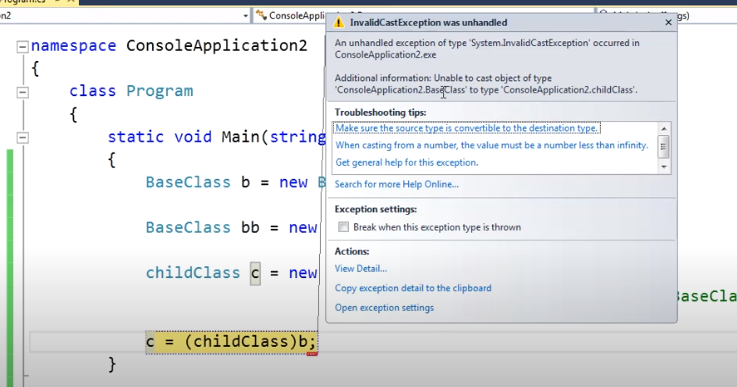 Program.cs
ConsoleApplication2
namespace ConsoleApplication2
{
class Program
{
static void Main(string
{
BaseClass b = new B
BaseClass bb = new
childClass c = new
BaseCla
c = (childClass)b;
}
InvalidCastException was unhandled
An unhandled exception of type 'System.InvalidCastException' occurred in
ConsoleApplication2.exe
Additional information: Unable to cast object of type
'ConsoleApplication2.BaseClass' to type 'ConsoleApplication2.childClass'.
Troubleshooting tips:
Make sure the source type is convertible to the destination type.
When casting from a number, the value must be a number less than infinity.
Get general help for this exception.
Search for more Help Online...
Exception settings:
Break when this exception type is thrown
Actions:
View Detail...
Copy exception detail to the clipboard
Open exception settings